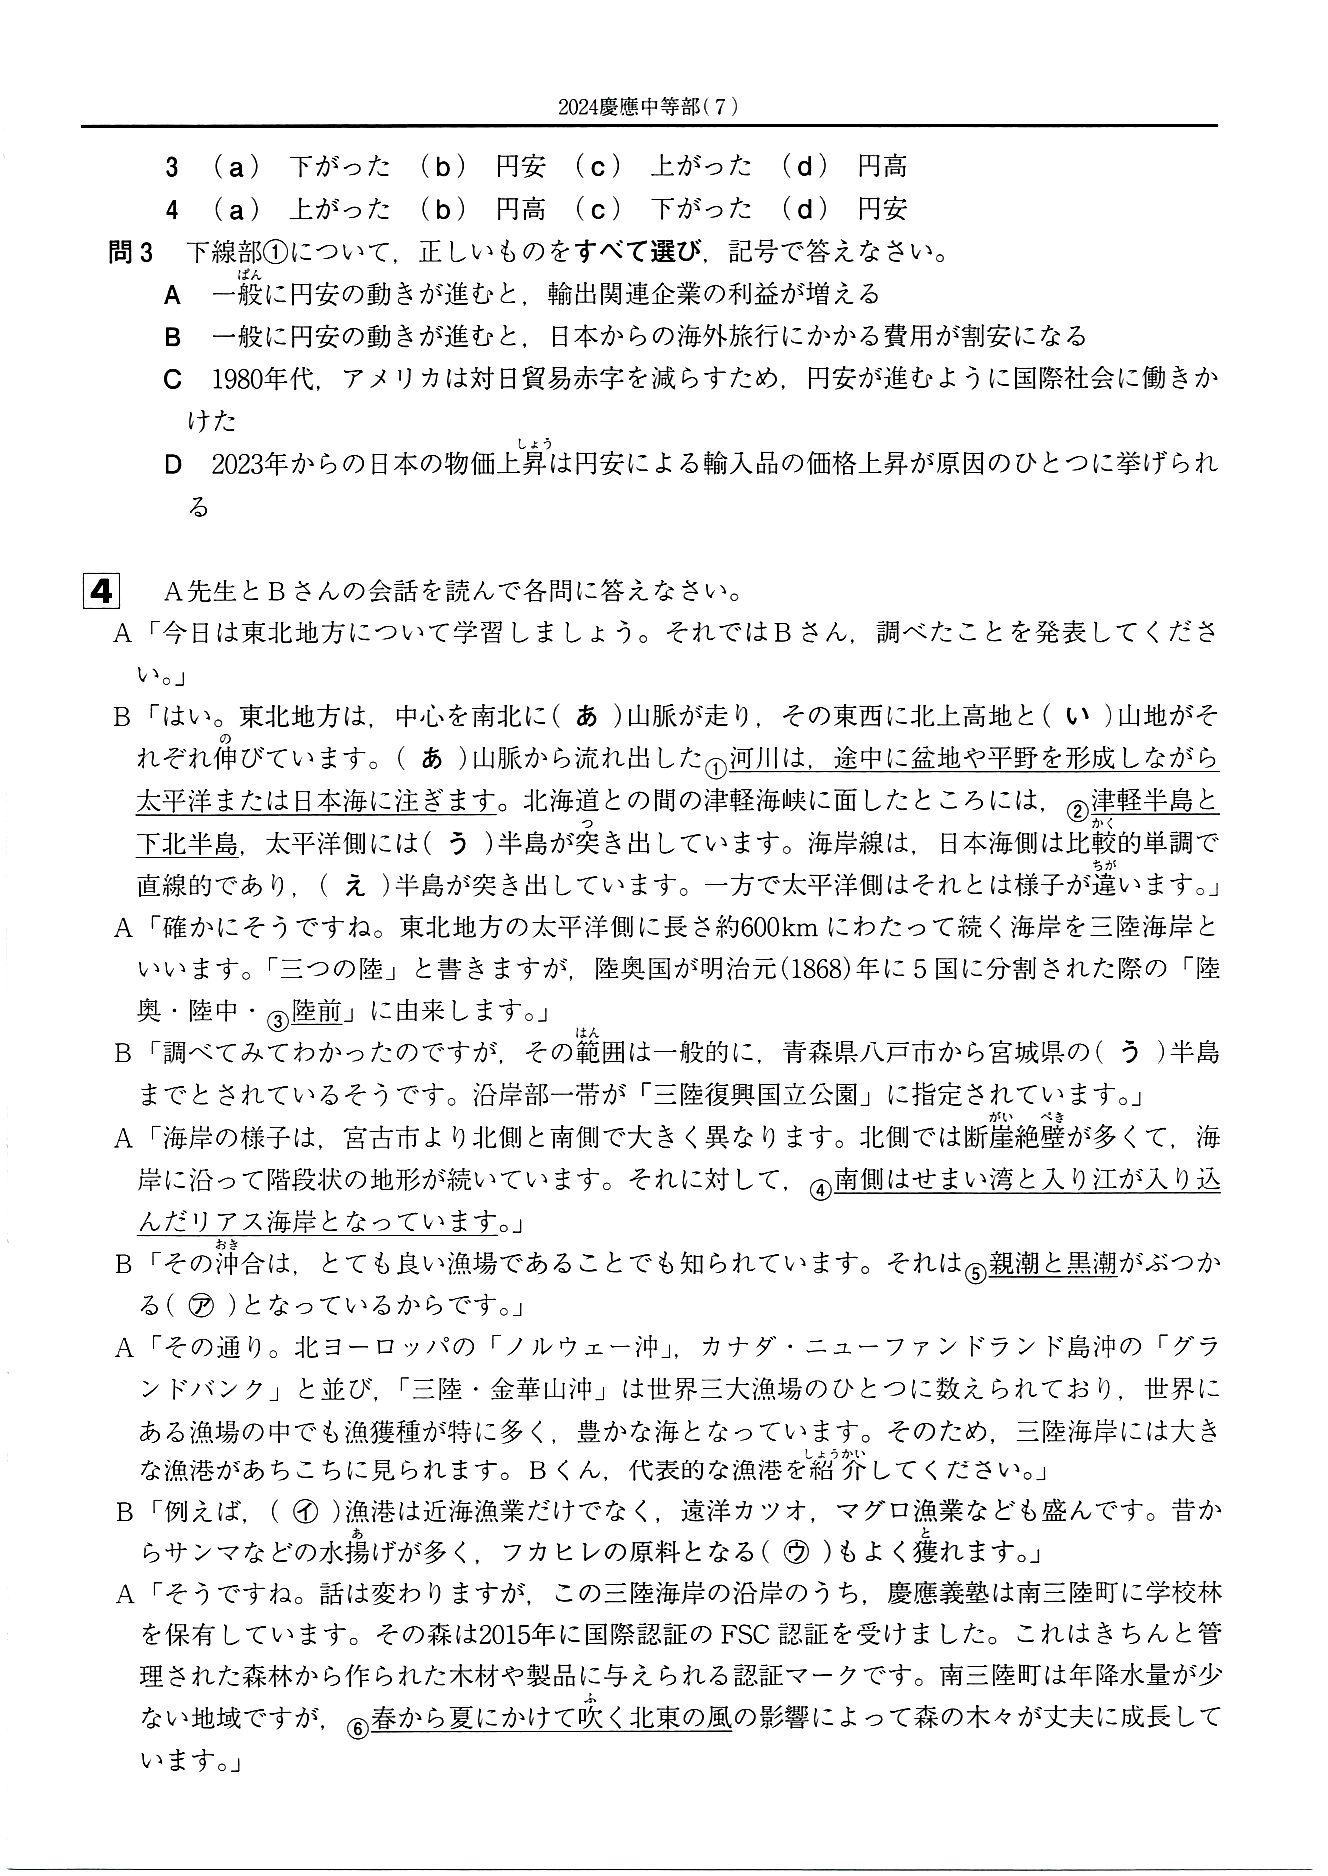 2024慶應中等部(7)
3 (a) 下がった (b) 円安 (c) 上がった (d) 円高
4 (a) 上がった (b) 円高 (c) 下がった (d) 円安
問3 下線部①について，正しいものをすべて選び，記号で答えなさい。
ぱん
A 一般に円安の動きが進むと，輸出関連企業の利益が増える
B 一般に円安の動きが進むと，日本からの海外旅行にかかる費用が割安になる
C 1980年代，アメリカは対日貿易赤字を減らすため，円安が進むように国際社会に働きか
けた
しょう
D 2023年からの日本の物価上昇は円安による輸入品の価格上昇が原因のひとつに挙げられ
る
4 A先生とBさんの会話を読んで各問に答えなさい。
A「今日は東北地方について学習しましょう。それではBさん，調べたことを発表してくださ
い。」
B「はい。東北地方は，中心を南北に( あ )山脈が走り，その東西に北上高地と( い )山地がそ
の
れぞれ伸びています。( あ )山脈から流れ出した①河川は，途中に盆地や平野を形成しながら
太平洋または日本海に注ぎます。北海道との間の津軽海峡に面したところには，②津軽半島と
つ かく
下北半島，太平洋側には( う )半島が突き出しています。海岸線は，日本海側は比較的単調で
ちが
直線的であり，( え )半島が突き出しています。一方で太平洋側はそれとは様子が違います。」
A「確かにそうですね。東北地方の太平洋側に長さ約600kmにわたって続く海岸を三陸海岸と
いいます。「三つの陸」と書きますが，陸奥国が明治元(1868)年に5国に分割された際の「陸
奥・陸中・③陸前」に由来します。」
はん
B「調べてみてわかったのですが，その範囲は一般的に，青森県八戸市から宮城県の( う )半島
までとされているそうです。沿岸部一帯が「三陸復興国立公園」に指定されています。」
がい ぺき
A「海岸の様子は，宮古市より北側と南側で大きく異なります。北側では断崖絶壁が多くて，海
岸に沿って階段状の地形が続いています。それに対して，④南側はせまい湾と入り江が入り込
んだリアス海岸となっています。」
おき
B「その沖合は，とても良い漁場であることでも知られています。それは⑤親潮と黒潮がぶつか
る( ㋐ )となっているからです。」
A「その通り。北ヨーロッパの「ノルウェー沖」，カナダ・ニューファンドランド島沖の「グラ
ンドバンク」と並び，「三陸・金華山沖」は世界三大漁場のひとつに数えられており，世界に
ある漁場の中でも漁獲種が特に多く，豊かな海となっています。そのため，三陸海岸には大き
しょうかい
な漁港があちこちに見られます。Bくん，代表的な漁港を紹介してください。」
B「例えば，( ㋑ )漁港は近海漁業だけでなく，遠洋カツオ，マグロ漁業なども盛んです。昔か
あ と
らサンマなどの水揚げが多く，フカヒレの原料となる( ㋒ )もよく獲れます。」
A「そうですね。話は変わりますが，この三陸海岸の沿岸のうち，慶應義塾は南三陸町に学校林
を保有しています。その森は2015年に国際認証のFSC認証を受けました。これはきちんと管
理された森林から作られた木材や製品に与えられる認証マークです。南三陸町は年降水量が少
ふ
ない地域ですが，⑥春から夏にかけて吹く北東の風の影響によって森の木々が丈夫に成長して
います。」